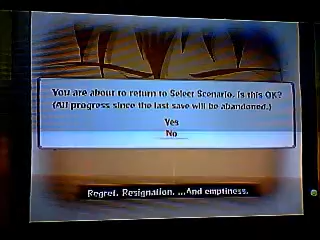 You are about to return to Select Scenario. Is this OK?
(All progress since the last save will be abandoned.)
Yes
No
Regret. Resignation. ...And emptiness.